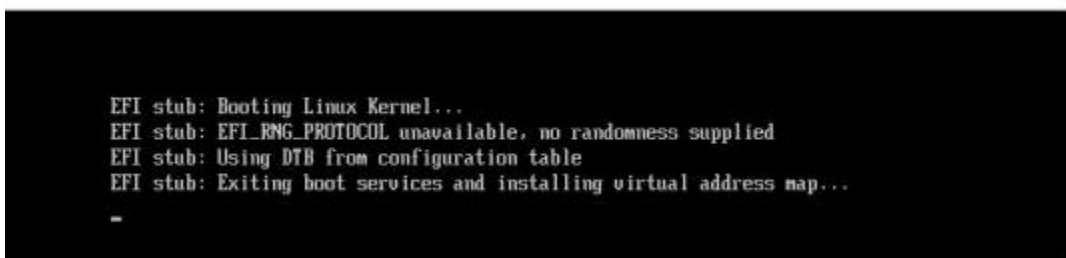 EFI stub: Booting Linux Kernel...
EFI stub: EFI_RNG_PROTOCOL unavailable, no randomness supplied
EFI stub: Using DTB from configuration table
EFI stub: Exiting boot services and installing virtual address map...